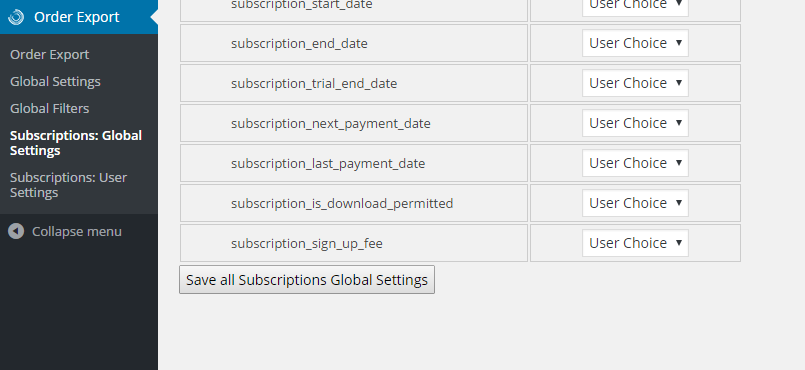 Order Export
Order Export
Global Settings
Global Filters
Subscriptions: Global
Settings
Subscriptions: User
Settings
Collapse menu
subscription_start_date User Choice
subscription_end_date User Choice
subscription_trial_end_date User Choice
subscription_next_payment_date User Choice
subscription_last_payment_date User Choice
subscription_is_download_permitted User Choice
subscription_sign_up_fee User Choice
Save all Subscriptions Global Settings